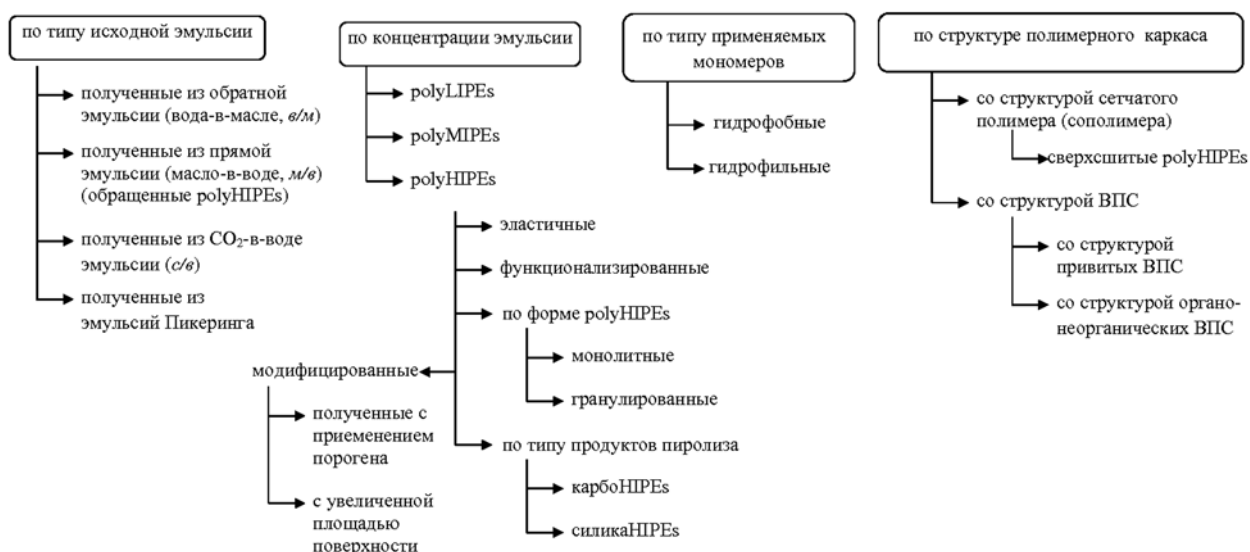 по типу исходной эмульсии
полученные из обратной
эмульсии (вода-в-масле, в/м)
полученные из прямой
эмульсии (масло-в-воде, м/в)
(обращенные polyHIPEs)
полученные из CO₂-в-воде
эмульсии (с/в)
полученные из
эмульсий Пикеринга
по концентрации эмульсии
polyLIPEs
polyMIPEs
polyHIPEs
эластичные
функционализированные
по форме polyHIPEs
монолитные
гранулированные
модифицированные
полученные с
приеменением
порогена
с увеличенной
площадью
поверхности
по типу продуктов пиролиза
карбоHIPEs
силикаHIPEs
по типу применяемых
мономеров
гидрофобные
гидрофильные
по структуре полимерного каркаса
со структурой сетчатого
полимера (сополимера)
сверхсшитые polyHIPEs
со структурой ВПС
со структурой
привитых ВПС
со структурой органо-
неорганических ВПС